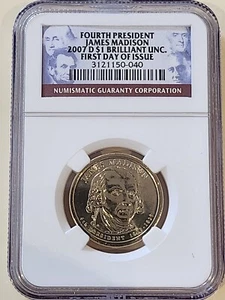 FOURTH PRESIDENT
JAMES MADISON
2007 D $1 BRILLIANT UNC.
FIRST DAY OF ISSUE
3121150-040
NUMISMATIC GUARANTY CORPORATION
JAMES MADISON
PRESIDENT